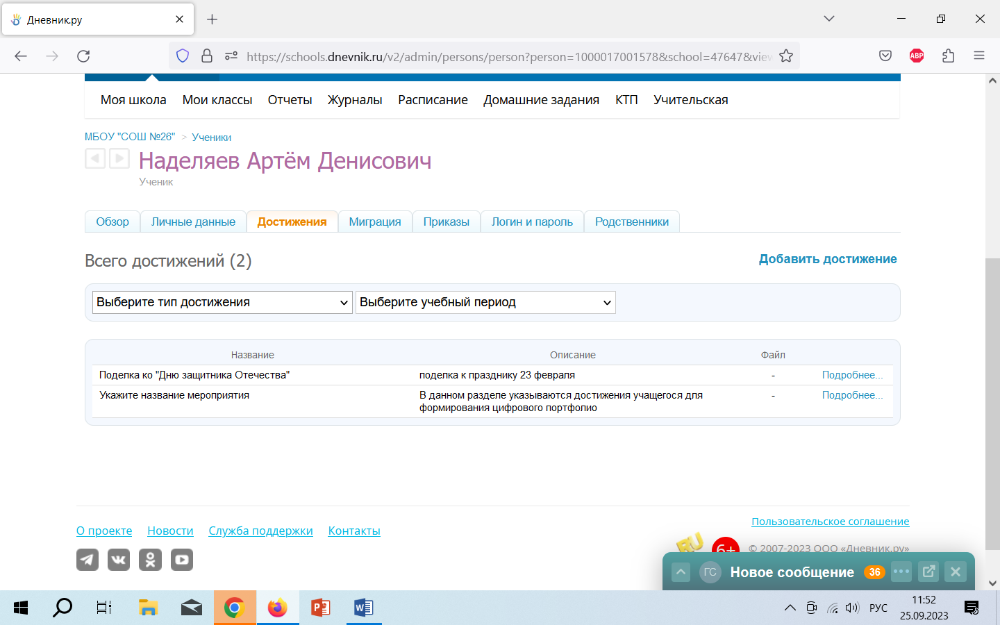 Дневник.ру
https://schools.dnevnik.ru/v2/admin/persons/person?person=1000017001578&school=47647&view
ABP
Моя школа Мои классы Отчеты Журналы Расписание Домашние задания КТП Учительская
МБОУ "СОШ №26" > Ученики
Наделяев Артём Денисович
Ученик
Обзор Личные данные Достижения Миграция Приказы Логин и пароль Родственники
Всего достижений (2)
Добавить достижение
Выберите тип достижения Выберите учебный период
Название Описание Файл
Поделка ко "Дню защитника Отечества" поделка к празднику 23 февраля - Подробнее...
Укажите название мероприятия В данном разделе указываются достижения учащегося для - Подробнее...
формирования цифрового портфолио
Пользовательское соглашение
О проекте Новости Служба поддержки Контакты
RU 6+ © 2007-2023 ООО «Дневник.ру»
ГС Новое сообщение 36
РУС
11:52
25.09.2023